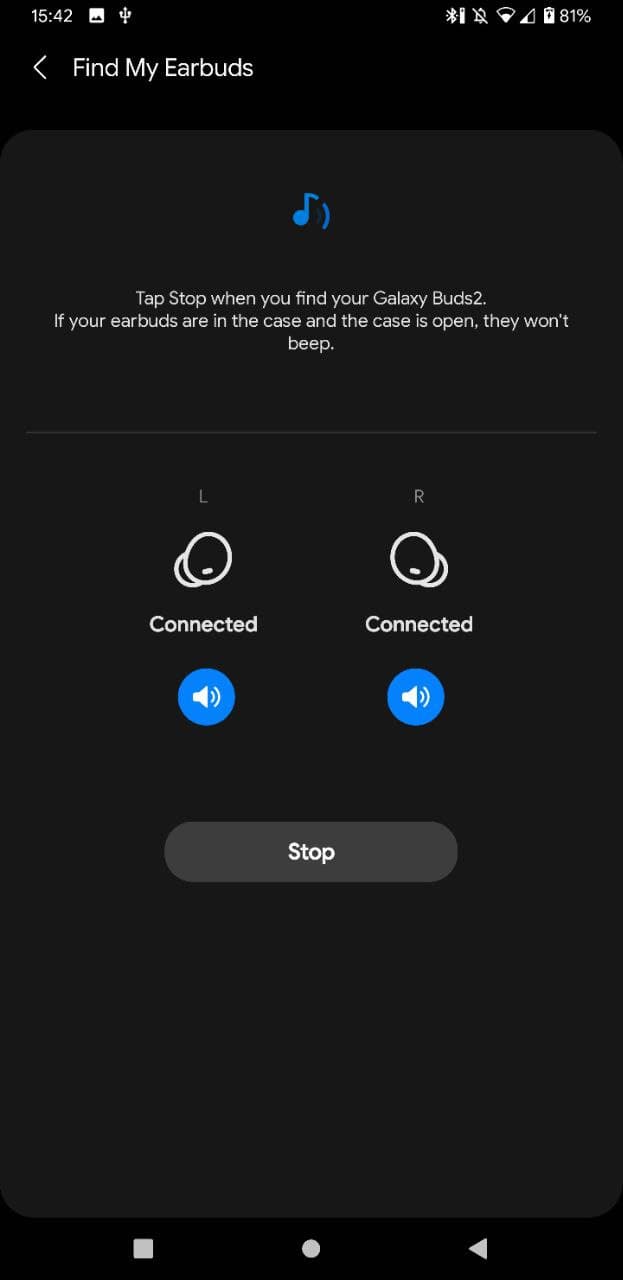 15:42
81%
Find My Earbuds
Tap Stop when you find your Galaxy Buds2.
If your earbuds are in the case and the case is open, they won't
beep.
L
R
Connected
Connected
Stop